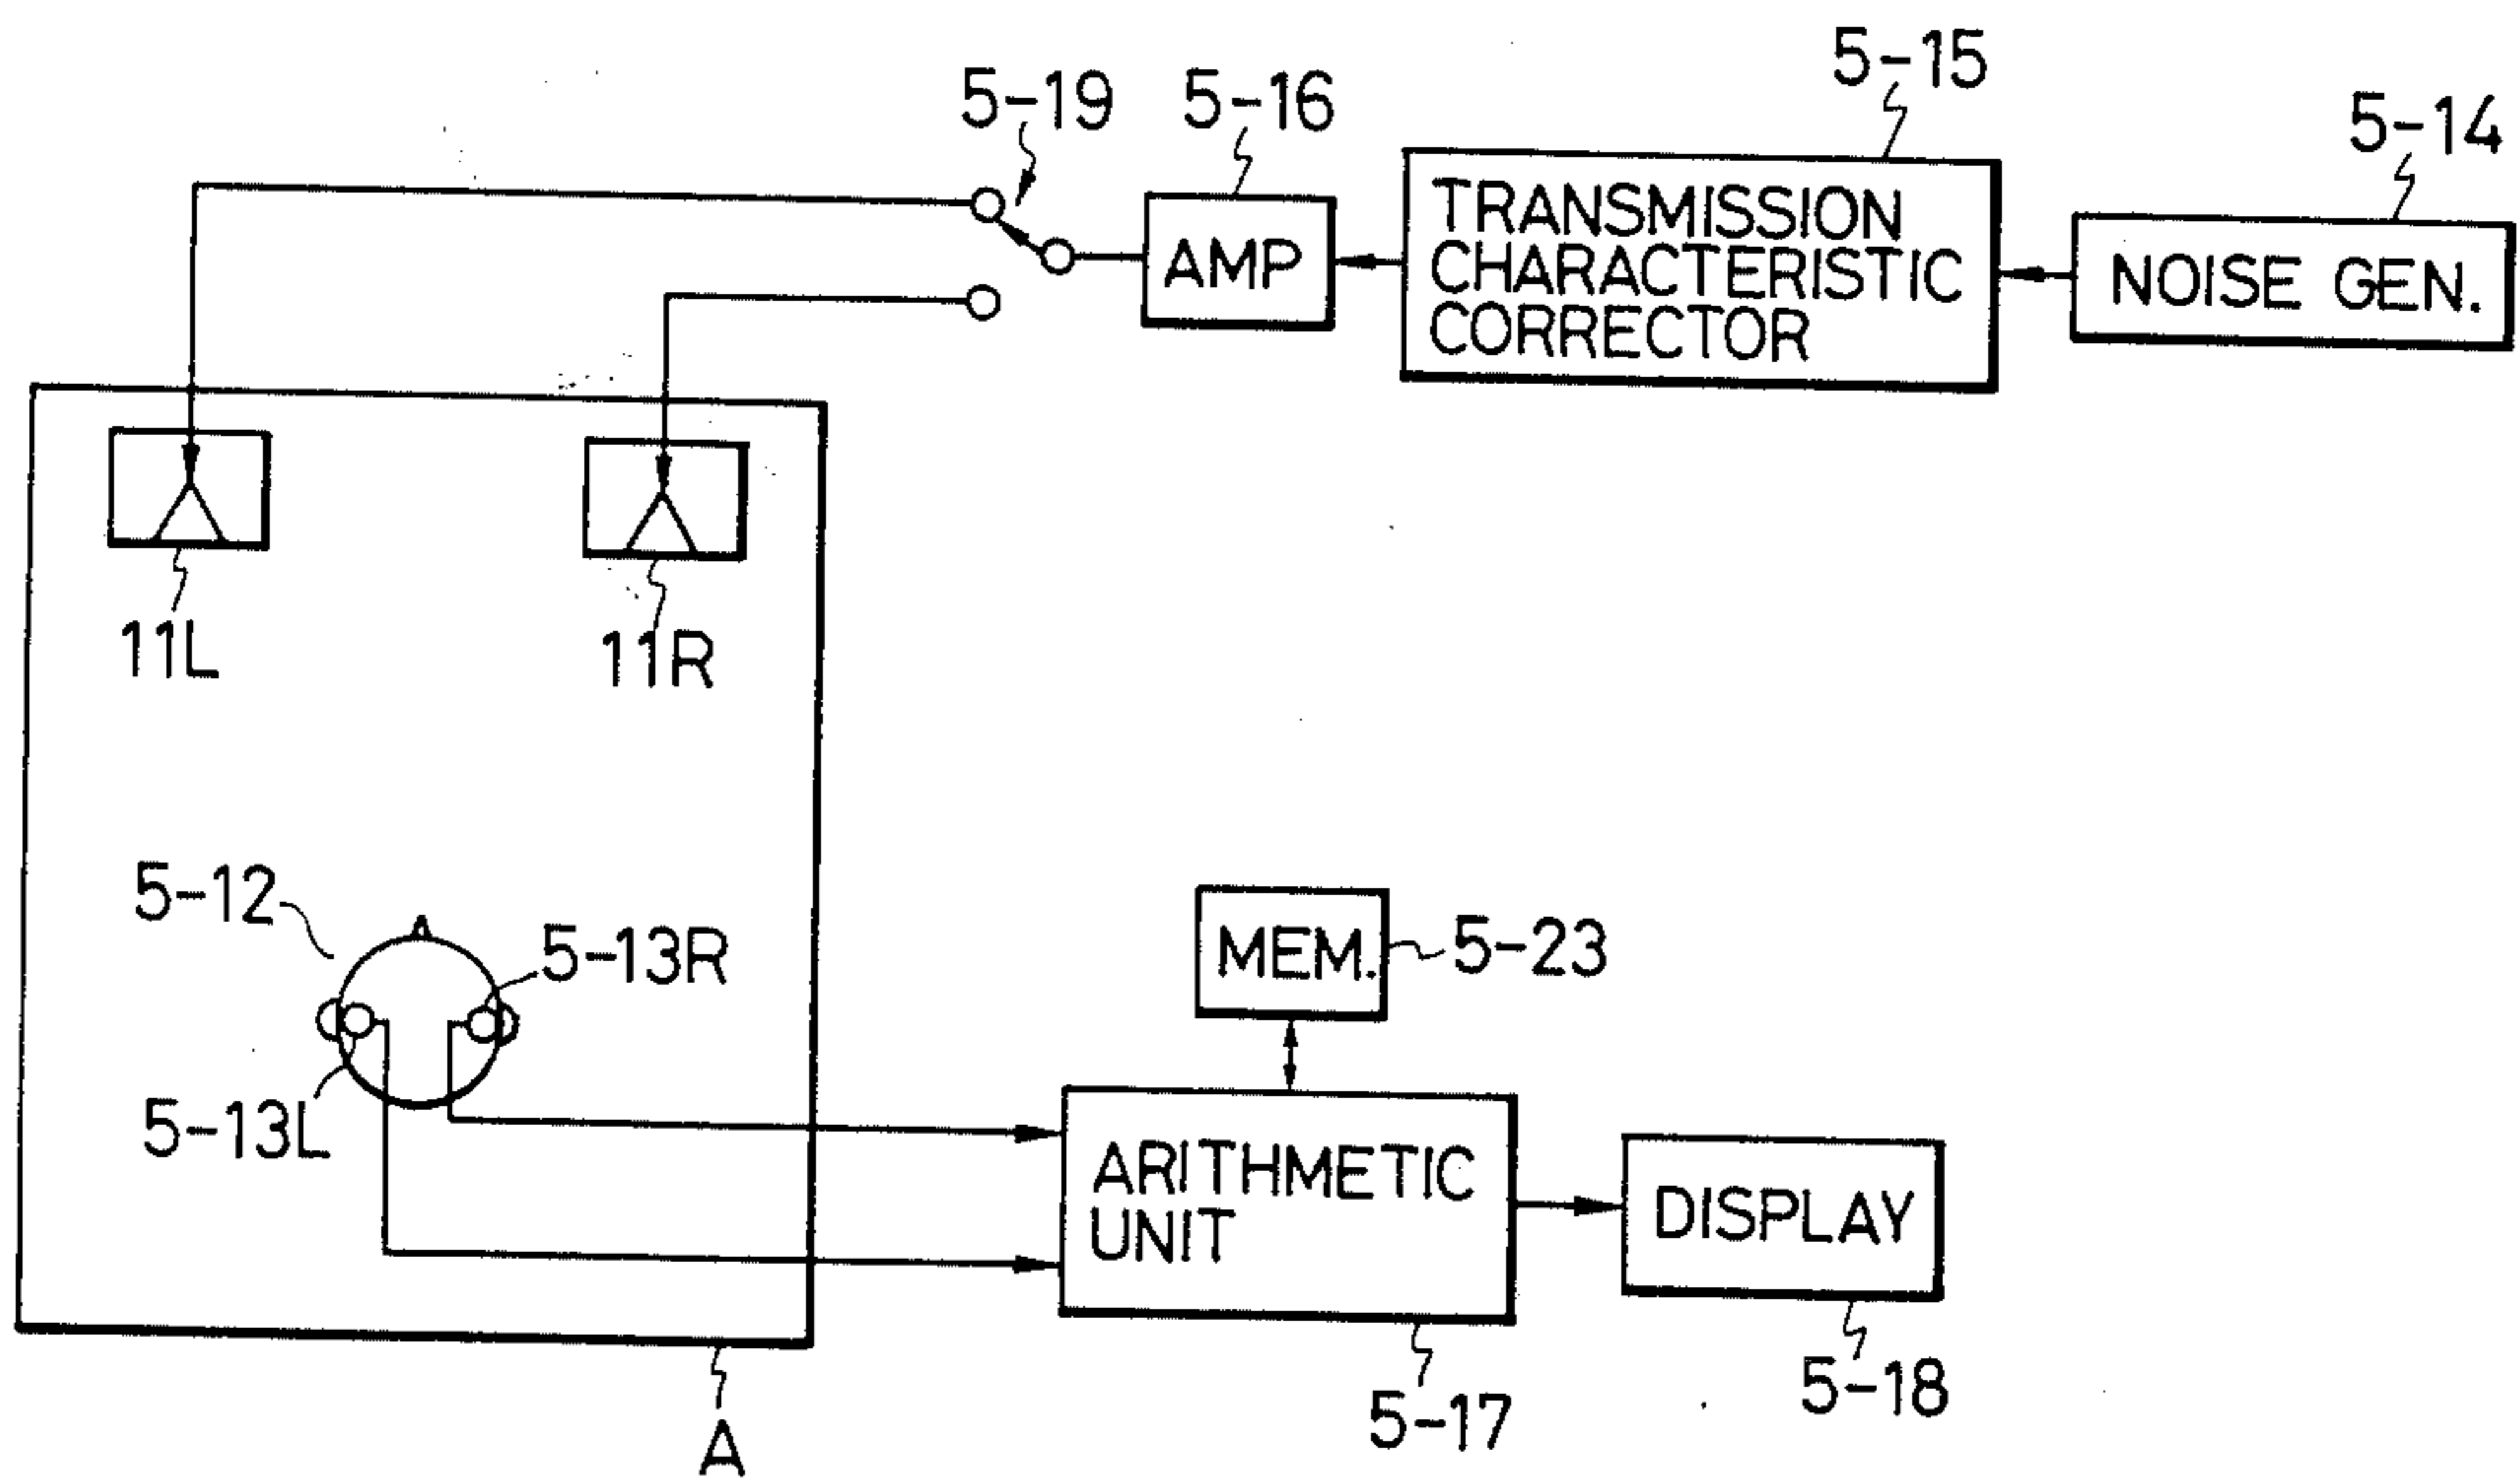 5-15
5-19
5-16
5-14
TRANSMISSION
CHARACTERISTIC
CORRECTOR
AMP
NOISE GEN.
11L
11R
5-12
5-13R
MEM.
5-23
5-13L
ARITHMETIC
UNIT
DISPLAY
5-18
5-17
A